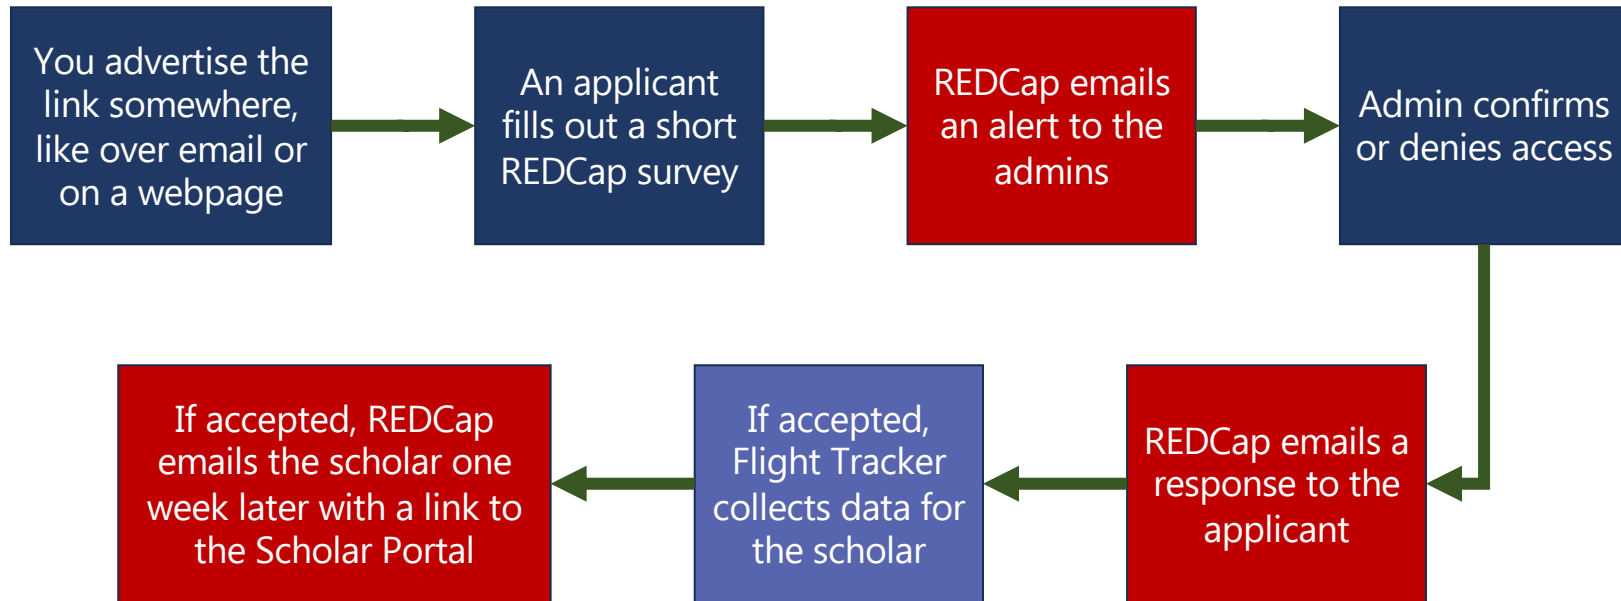 You advertise the
link somewhere,
like over email or
on a webpage
An applicant
fills out a short
REDCap survey
REDCap emails
an alert to the
admins
Admin confirms
or denies access
REDCap emails a
response to the
applicant
If accepted,
Flight Tracker
collects data for
the scholar
If accepted, REDCap
emails the scholar one
week later with a link to
the Scholar Portal